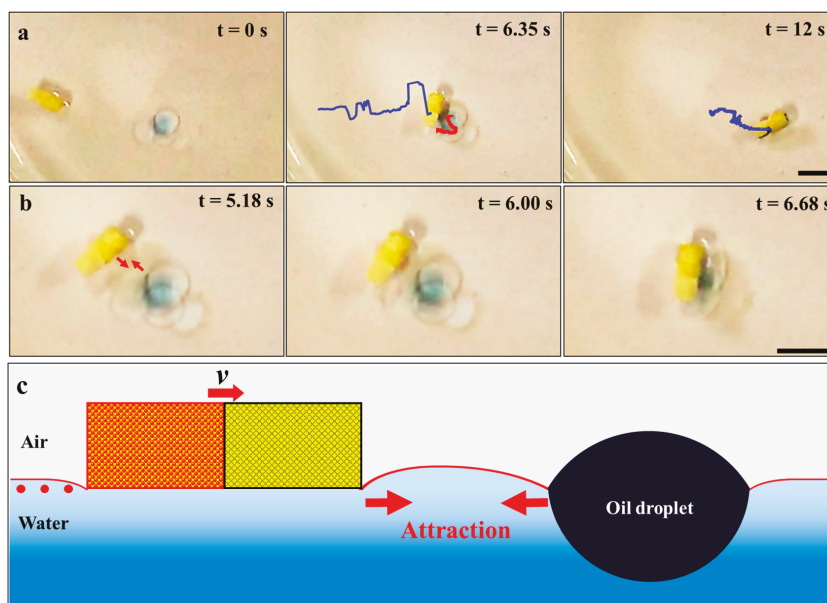 a
t = 0 s
t = 6.35 s
t = 12 s
b
t = 5.18 s
t = 6.00 s
t = 6.68 s
c
v
Air
Water
Attraction
Oil droplet